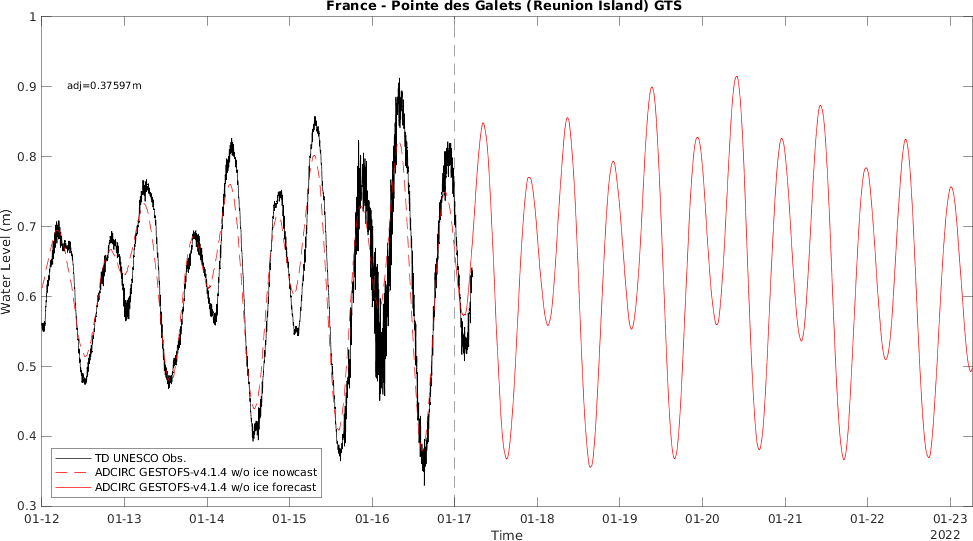 France - Pointe des Galets (Reunion Island) GTS
1
0.9
0.8
0.7
0.6
0.5
0.4
0.3
Water Level (m)
adj=0.37597m
TD UNESCO Obs.
ADCIRC GESTOFS-v4.1.4 w/o ice nowcast
ADCIRC GESTOFS-v4.1.4 w/o ice forecast
01-12 01-13 01-14 01-15 01-16 01-17 01-18 01-19 01-20 01-21 01-22 01-23
Time
2022